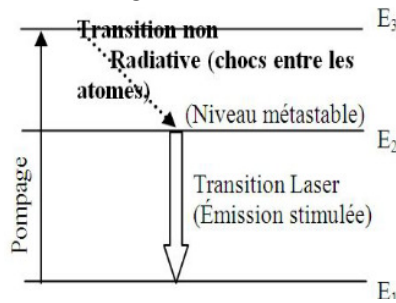 Transition non
E3
Radiative (chocs entre les
atomes)
(Niveau métastable)
E2
Transition Laser
(Émission stimulée)
Pompage
E1